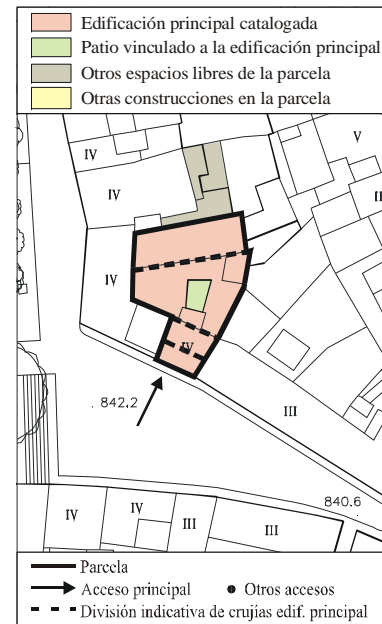 Edificación principal catalogada
Patio vinculado a la edificación principal
Otros espacios libres de la parcela
Otras construcciones en la parcela
IV
V
IV
II
IV
IV
842.2
III
840.6
IV
IV
III
III
Parcela
Acceso principal
Otros accesos
División indicativa de crujías edif. principal